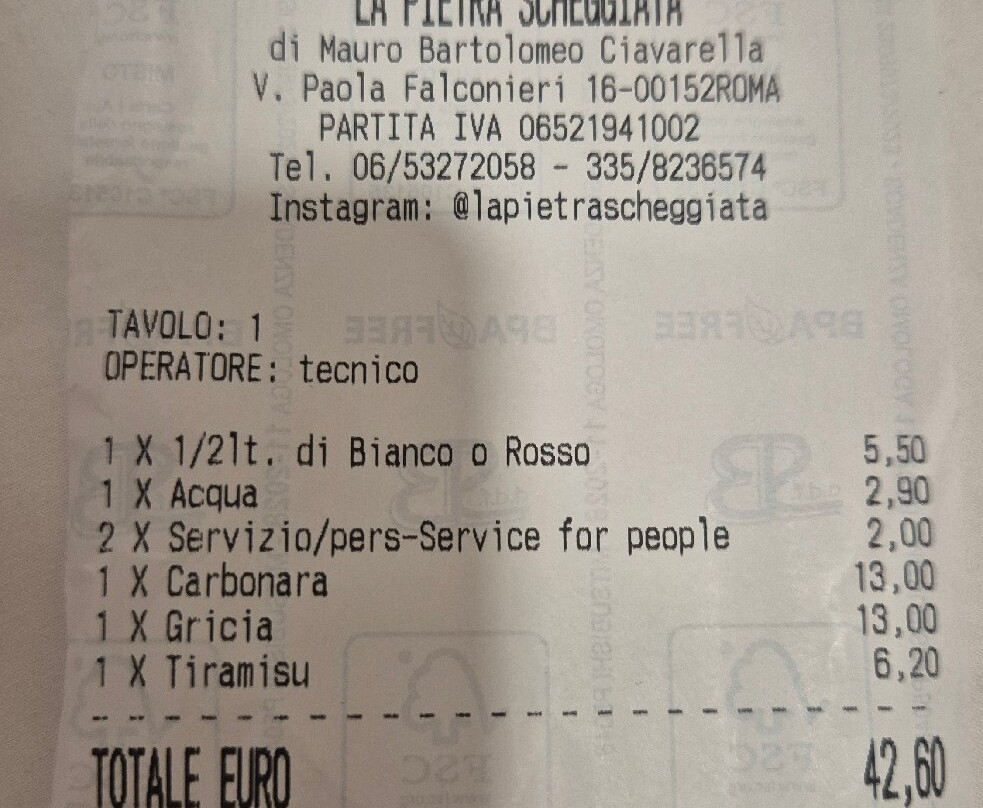 LA PIETRA SCHEGGIATA
di Mauro Bartolomeo Ciavarella
V. Paola Falconieri 16-00152ROMA
PARTITA IVA 06521941002
Tel. 06/53272058 - 335/8236574
Instagram: @lapietrascheggiata
TAVOLO: 1
OPERATORE: tecnico
1 X 1/2lt. di Bianco o Rosso 5,50
1 X Acqua 2,90
2 X Servizio/pers-Service for people 2,00
1 X Carbonara 13,00
1 X Gricia 13,00
1 X Tiramisu 6,20
TOTALE EURO 42,60